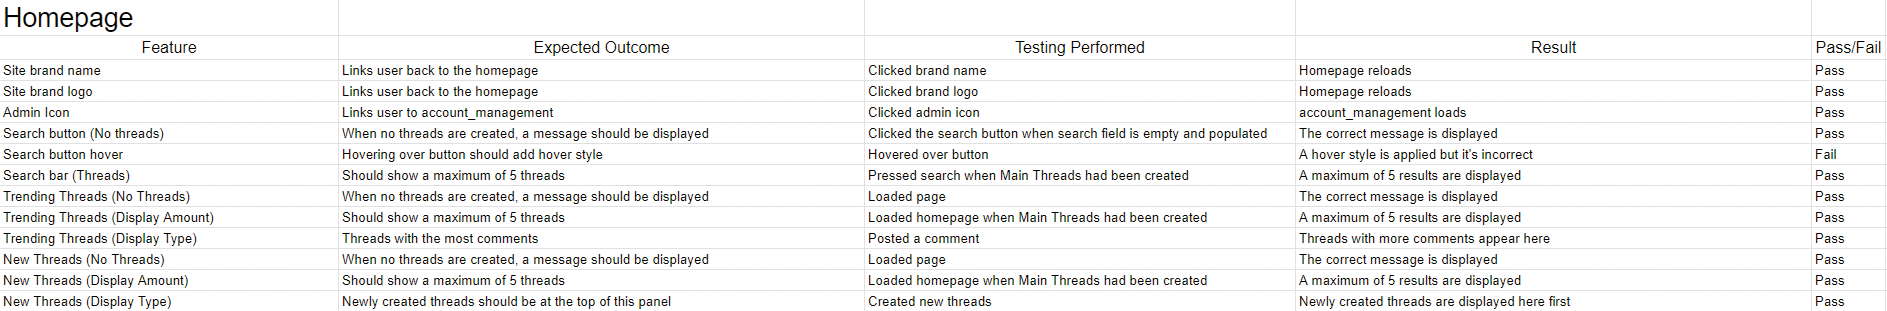 Homepage
Feature Expected Outcome Testing Performed Result Pass/Fail
Site brand name Links user back to the homepage Clicked brand name Homepage reloads Pass
Site brand logo Links user back to the homepage Clicked brand logo Homepage reloads Pass
Admin Icon Links user to account_management Clicked admin icon account_management loads Pass
Search button (No threads) When no threads are created, a message should be displayed Clicked the search button when search field is empty and populated The correct message is displayed Pass
Search button hover Hovering over button should add hover style Hovered over button A hover style is applied but it's incorrect Fail
Search bar (Threads) Should show a maximum of 5 threads Pressed search when Main Threads had been created A maximum of 5 results are displayed Pass
Trending Threads (No Threads) When no threads are created, a message should be displayed Loaded page The correct message is displayed Pass
Trending Threads (Display Amount) Should show a maximum of 5 threads Loaded homepage when Main Threads had been created A maximum of 5 results are displayed Pass
Trending Threads (Display Type) Threads with the most comments Posted a comment Threads with more comments appear here Pass
New Threads (No Threads) When no threads are created, a message should be displayed Loaded page The correct message is displayed Pass
New Threads (Display Amount) Should show a maximum of 5 threads Loaded homepage when Main Threads had been created A maximum of 5 results are displayed Pass
New Threads (Display Type) Newly created threads should be at the top of this panel Created new threads Newly created threads are displayed here first Pass